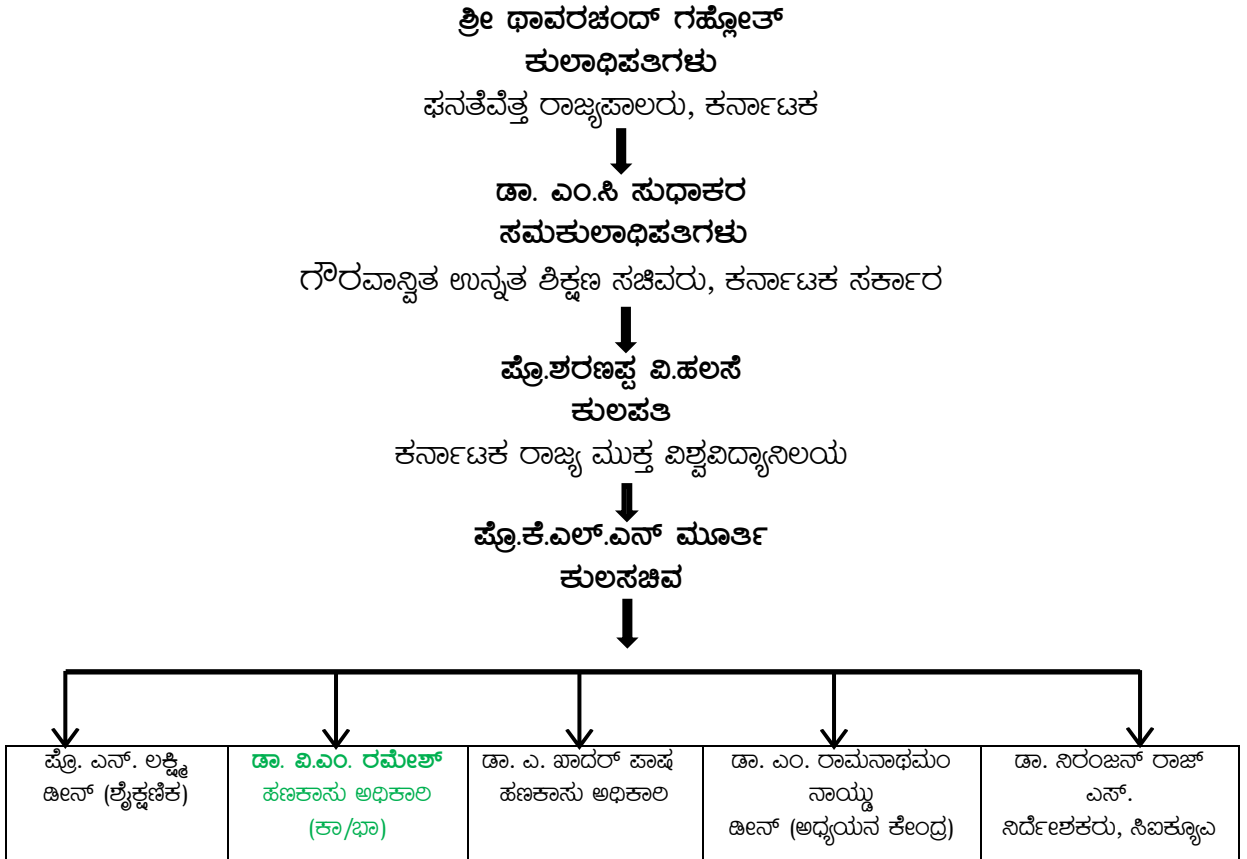 ಶ್ರೀ ಥಾವರಚಂದ್ ಗಹ್ಲೋತ್
ಕುಲಾಧಿಪತಿಗಳು
ಘನತೆವೆತ್ತ ರಾಜ್ಯಪಾಲರು, ಕರ್ನಾಟಕ
ಡಾ. ಎಂ.ಸಿ ಸುಧಾಕರ
ಸಮಕುಲಾಧಿಪತಿಗಳು
ಗೌರವಾನ್ವಿತ ಉನ್ನತ ಶಿಕ್ಷಣ ಸಚಿವರು, ಕರ್ನಾಟಕ ಸರ್ಕಾರ
ಪ್ರೊ.ಶರಣಪ್ಪ ವಿ.ಹಲಸೆ
ಕುಲಪತಿ
ಕರ್ನಾಟಕ ರಾಜ್ಯ ಮುಕ್ತ ವಿಶ್ವವಿದ್ಯಾನಿಲಯ
ಪ್ರೊ.ಕೆ.ಎಲ್.ಎನ್ ಮೂರ್ತಿ
ಕುಲಸಚಿವ
ಪ್ರೊ. ಎನ್. ಲಕ್ಷ್ಮಿ
ಡೀನ್ (ಶೈಕ್ಷಣಿಕ)
ಡಾ. ವಿ.ಎಂ. ರಮೇಶ್
ಹಣಕಾಸು ಅಧಿಕಾರಿ
(ಕಾ/ಭಾ)
ಡಾ. ಎ. ಖಾದರ್ ಪಾಷ
ಹಣಕಾಸು ಅಧಿಕಾರಿ
ಡಾ. ಎಂ. ರಾಮನಾಥಮಂ
ನಾಯ್ಡು
ಡೀನ್ (ಅಧ್ಯಯನ ಕೇಂದ್ರ)
ಡಾ. ನಿರಂಜನ್ ರಾಜ್
ಎಸ್.
ನಿರ್ದೇಶಕರು, ಸಿಐಕ್ಯೂಎ